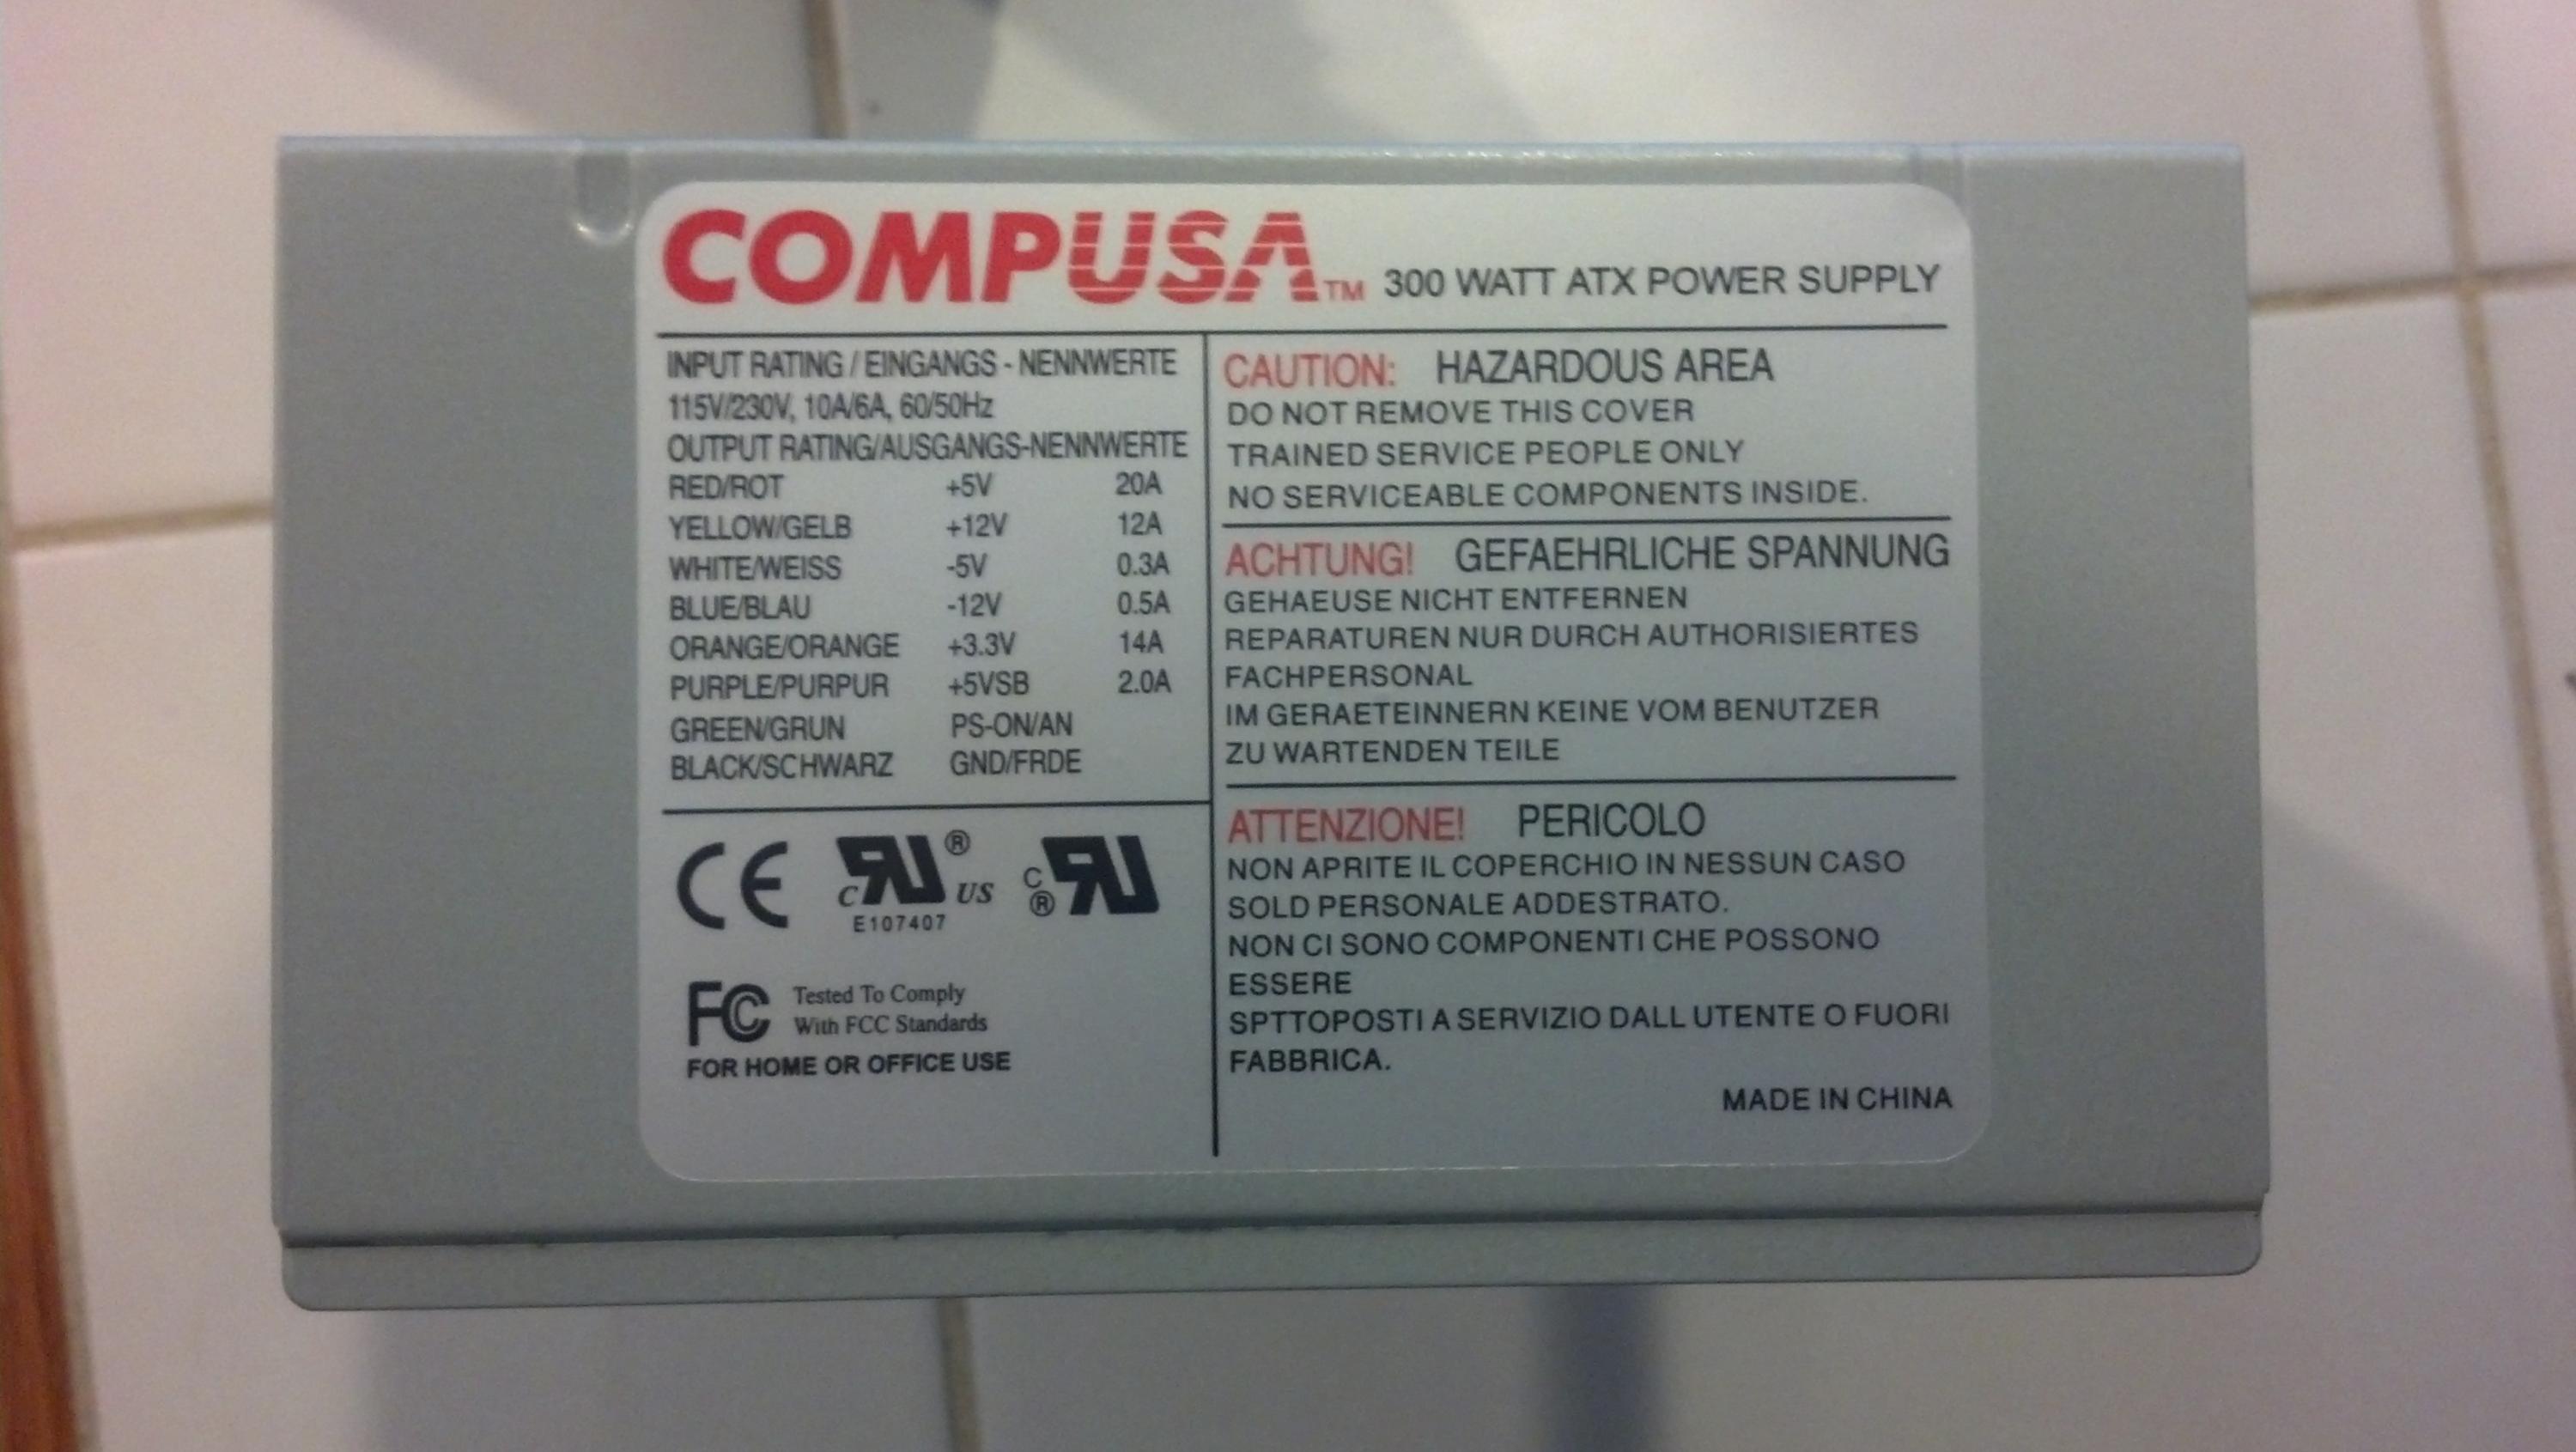 COMPUSA™ 300 WATT ATX POWER SUPPLY
INPUT RATING / EINGANGS - NENNWERTE
115V/230V, 10A/6A, 60/50Hz
OUTPUT RATING/AUSGANGS-NENNWERTE
RED/ROT +5V 20A
YELLOW/GELB +12V 12A
WHITE/WEISS -5V 0.3A
BLUE/BLAU -12V 0.5A
ORANGE/ORANGE +3.3V 14A
PURPLE/PURPUR +5VSB 2.0A
GREEN/GRUN PS-ON/AN
BLACK/SCHWARZ GND/FRDE
CE c RU ® US C ® RU
E107407
FC Tested To Comply
With FCC Standards
FOR HOME OR OFFICE USE
CAUTION: HAZARDOUS AREA
DO NOT REMOVE THIS COVER
TRAINED SERVICE PEOPLE ONLY
NO SERVICEABLE COMPONENTS INSIDE.
ACHTUNG! GEFAEHRLICHE SPANNUNG
GEHAEUSE NICHT ENTFERNEN
REPARATUREN NUR DURCH AUTHORISIERTES
FACHPERSONAL
IM GERAETEINNERN KEINE VOM BENUTZER
ZU WARTENDEN TEILE
ATTENZIONE! PERICOLO
NON APRITE IL COPERCHIO IN NESSUN CASO
SOLD PERSONALE ADDESTRATO.
NON CI SONO COMPONENTI CHE POSSONO
ESSERE
SPTTOPOSTI A SERVIZIO DALL UTENTE O FUORI
FABBRICA.
MADE IN CHINA